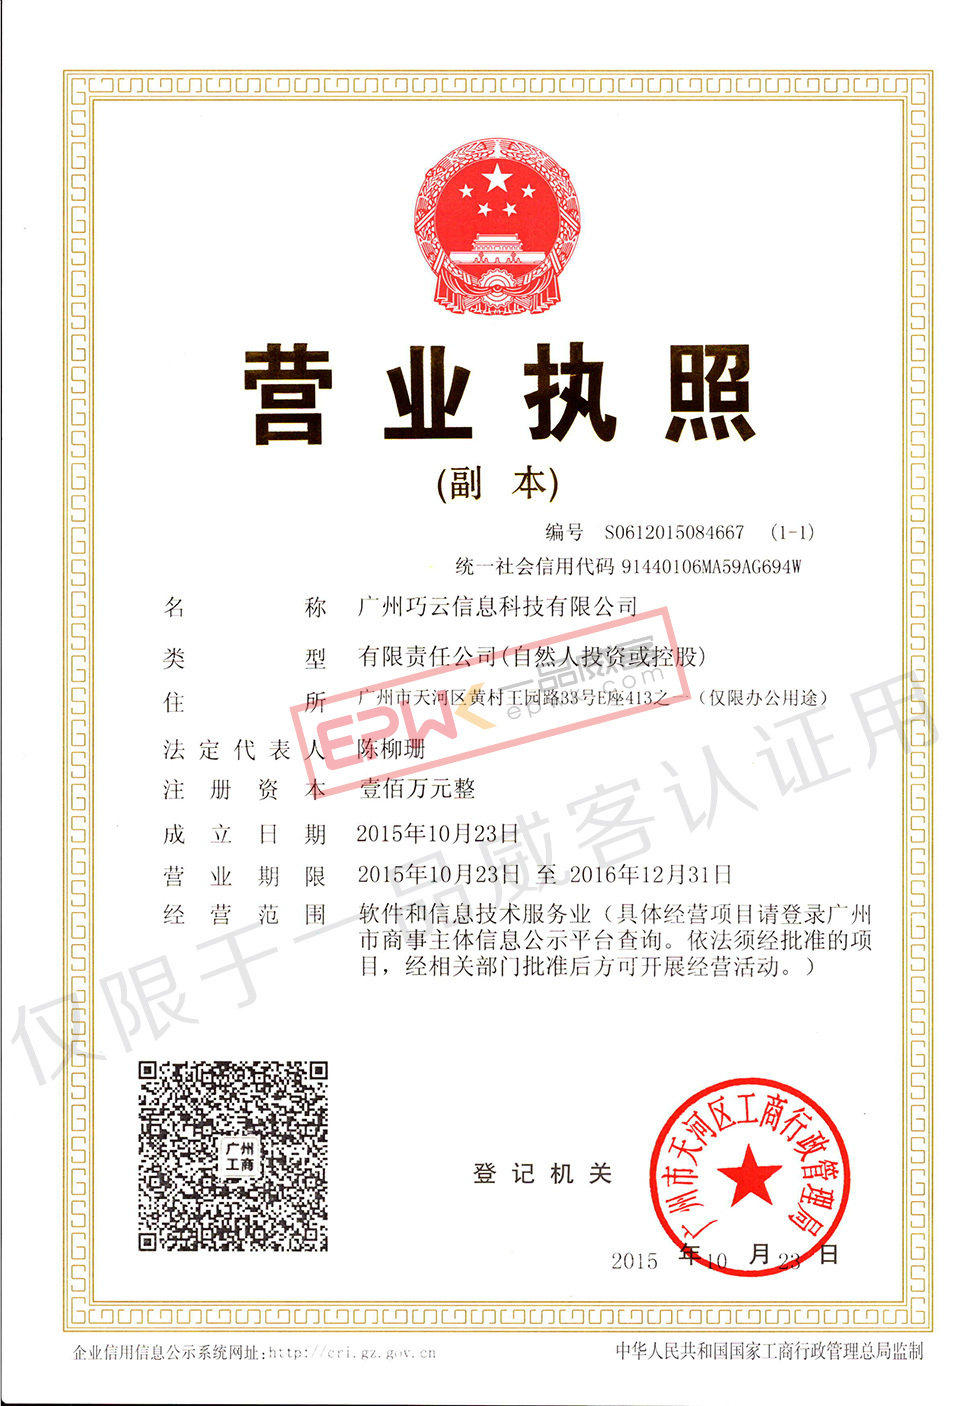 营业执照
(副 本)
编号 S0612015084667 (1-1)
统一社会信用代码 91440106MA59AG694W
名 称 广州巧云信息科技有限公司
类 型 有限责任公司(自然人投资或控股)
住 所 广州市天河区黄村王园路33号E座413之一（仅限办公用途）
法定代表人 陈柳珊
注册资本 壹佰万元整
成立日期 2015年10月23日
营业期限 2015年10月23日 至 2016年12月31日
经营范围 软件和信息技术服务业（具体经营项目请登录广州
市商事主体信息公示平台查询。依法须经批准的项
目，经相关部门批准后方可开展经营活动。）
EPWK 一品威客
epwk.com
仅限于一品威客认证用
广州
工商
登记机关
广州市天河区工商行政管理局
2015 年 10 月 23 日
企业信用信息公示系统网址:http://cri.gz.gov.cn
中华人民共和国国家工商行政管理总局监制